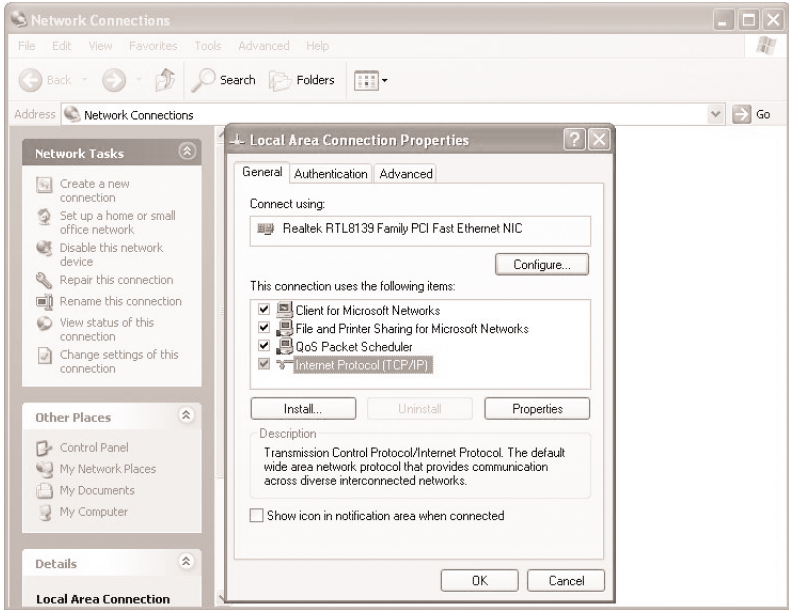 Network Connections
File Edit View Favorites Tools Advanced Help
Back Search Folders
Address Network Connections Go
Network Tasks
Create a new
connection
Set up a home or small
office network
Disable this network
device
Repair this connection
Rename this connection
View status of this
connection
Change settings of this
connection
Other Places
Control Panel
My Network Places
My Documents
My Computer
Details
Local Area Connection
Local Area Connection Properties
General Authentication Advanced
Connect using:
Realtek RTL8139 Family PCI Fast Ethernet NIC
Configure...
This connection uses the following items:
Client for Microsoft Networks
File and Printer Sharing for Microsoft Networks
QoS Packet Scheduler
Internet Protocol (TCP/IP)
Install... Uninstall Properties
Description
Transmission Control Protocol/Internet Protocol. The default
wide area network protocol that provides communication
across diverse interconnected networks.
Show icon in notification area when connected
OK Cancel